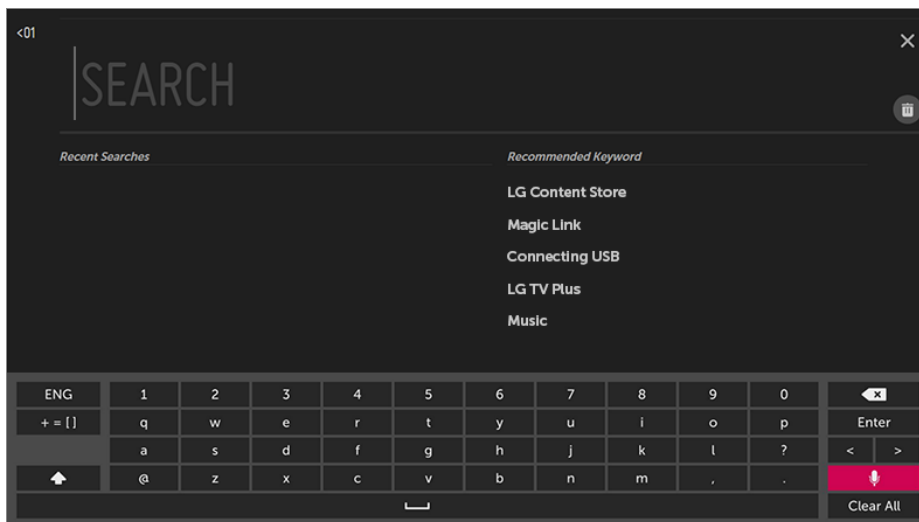 <01
SEARCH
Recent Searches
Recommended Keyword
LG Content Store
Magic Link
Connecting USB
LG TV Plus
Music
ENG 1 2 3 4 5 6 7 8 9 0
+ = [ ] q w e r t y u i o p Enter
a s d f g h j k l ? < >
@ z x c v b n m , .
Clear All